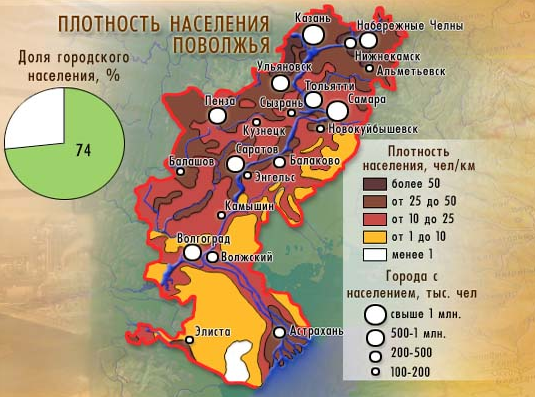 ПЛОТНОСТЬ НАСЕЛЕНИЯ
ПОВОЛЖЬЯ
Доля городского
населения, %
74
Казань
Набережные Челны
Нижнекамск
Альметьевск
Ульяновск
Тольятти
Самара
Пенза
Сызрань
Кузнецк
Новокуйбышевск
Саратов
Балашов
Балаково
Энгельс
Камышин
Волгоград
Волжский
Элиста
Астрахань
Плотность
населения, чел/км
более 50
от 25 до 50
от 10 до 25
от 1 до 10
менее 1
Города с
населением, тыс. чел
свыше 1 млн.
500-1 млн.
200-500
100-200